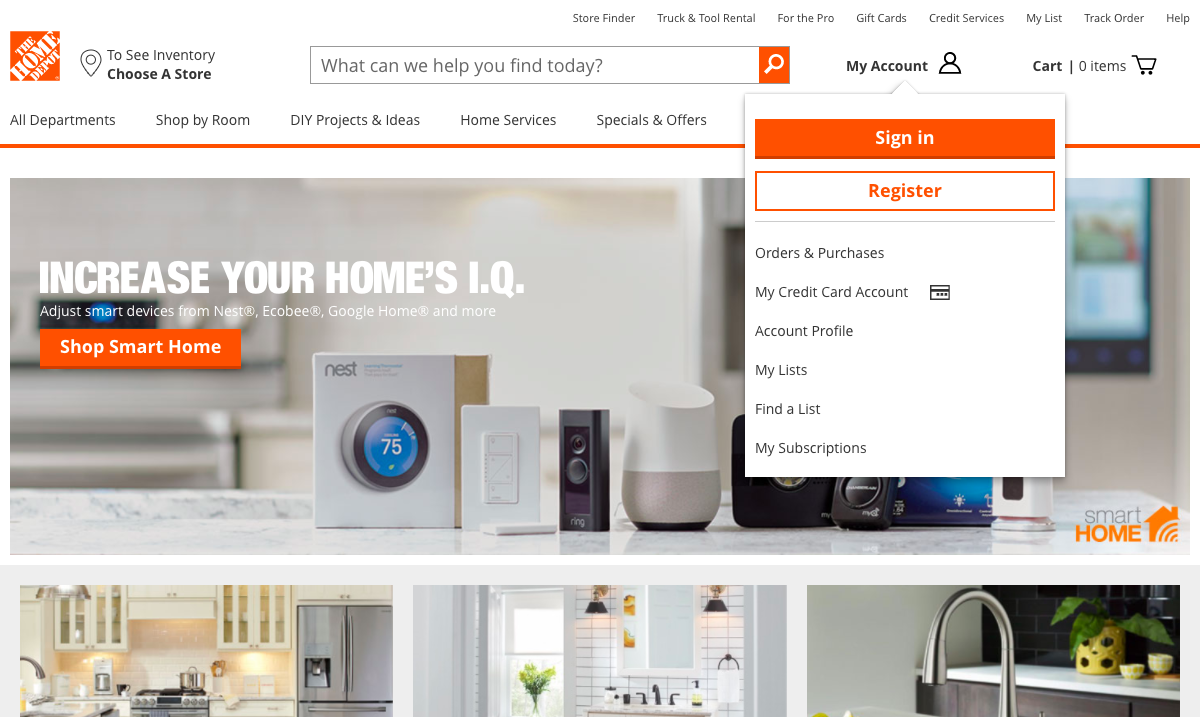 Store Finder Truck & Tool Rental For the Pro Gift Cards Credit Services My List Track Order Help
THE HOME DEPOT
To See Inventory
Choose A Store
What can we help you find today?
My Account
Cart | 0 items
All Departments Shop by Room DIY Projects & Ideas Home Services Specials & Offers
Sign in
Register
Orders & Purchases
My Credit Card Account
Account Profile
My Lists
Find a List
My Subscriptions
INCREASE YOUR HOME'S I.Q.
Adjust smart devices from Nest®, Ecobee®, Google Home® and more
Shop Smart Home
nest
nest
75
ring
smart
HOME